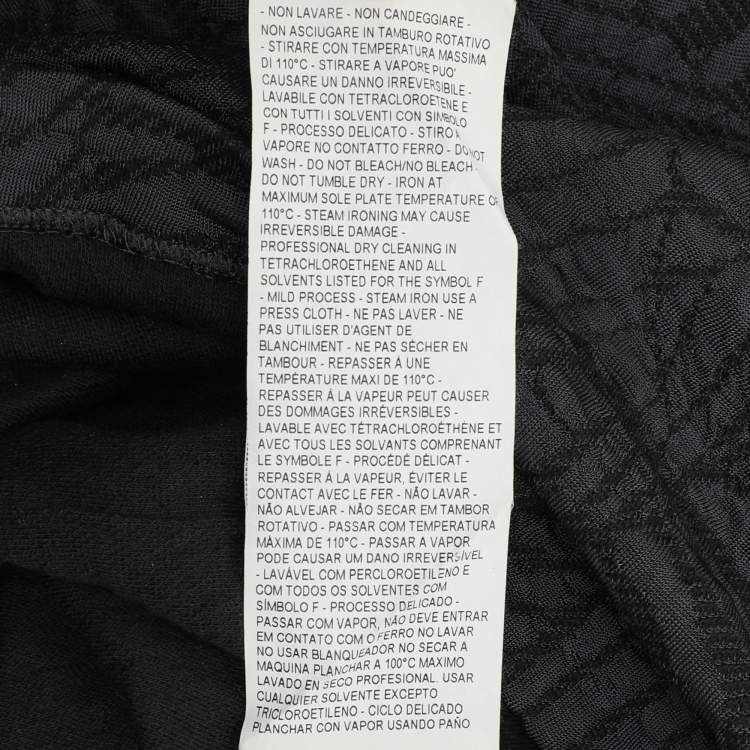 - NON LAVARE - NON CANDEGGIARE -
NON ASCIUGARE IN TAMBURO ROTATIVO
- STIRARE CON TEMPERATURA MASSIMA
DI 110°C - STIRARE A VAPORE PUO'
CAUSARE UN DANNO IRREVERSIBILE -
LAVABILE CON TETRACLOROETENE E
CON TUTTI I SOLVENTI CON SIMBOLO
F - PROCESSO DELICATO - STIRO A
VAPORE NO CONTATTO FERRO - DO NOT
WASH - DO NOT BLEACH/NO BLEACH -
DO NOT TUMBLE DRY - IRON AT
MAXIMUM SOLE PLATE TEMPERATURE OF
110°C - STEAM IRONING MAY CAUSE
IRREVERSIBLE DAMAGE -
PROFESSIONAL DRY CLEANING IN
TETRACHLOROETHENE AND ALL
SOLVENTS LISTED FOR THE SYMBOL F
- MILD PROCESS - STEAM IRON USE A
PRESS CLOTH - NE PAS LAVER - NE
PAS UTILISER D'AGENT DE
BLANCHIMENT - NE PAS SÉCHER EN
TAMBOUR - REPASSER À UNE
TEMPÉRATURE MAXI DE 110°C -
REPASSER À LA VAPEUR PEUT CAUSER
DES DOMMAGES IRRÉVERSIBLES -
LAVABLE AVEC TÉTRACHLOROÉTHÈNE ET
AVEC TOUS LES SOLVANTS COMPRENANT
LE SYMBOLE F - PROCÉDÉ DÉLICAT -
REPASSER À LA VAPEUR, ÉVITER LE
CONTACT AVEC LE FER - NÃO LAVAR -
NÃO ALVEJAR - NÃO SECAR EM TAMBOR
ROTATIVO - PASSAR COM TEMPERATURA
MÁXIMA DE 110°C - PASSAR A VAPOR
PODE CAUSAR UM DANO IRREVERSÍVEL
- LAVÁVEL COM PERCLOROETILENO E
COM TODOS OS SOLVENTES COM
SÍMBOLO F - PROCESSO DELICADO -
PASSAR COM VAPOR, NÃO DEVE ENTRAR
EM CONTATO COM O FERRO NO LAVAR
NO USAR BLANQUEADOR NO SECAR A
MAQUINA PLANCHAR A 100°C MAXIMO
LAVADO EN SECO PROFESIONAL. USAR
CUALQUIER SOLVENTE EXCEPTO
TRICLOROETILENO - CICLO DELICADO
PLANCHAR CON VAPOR USANDO PAÑO